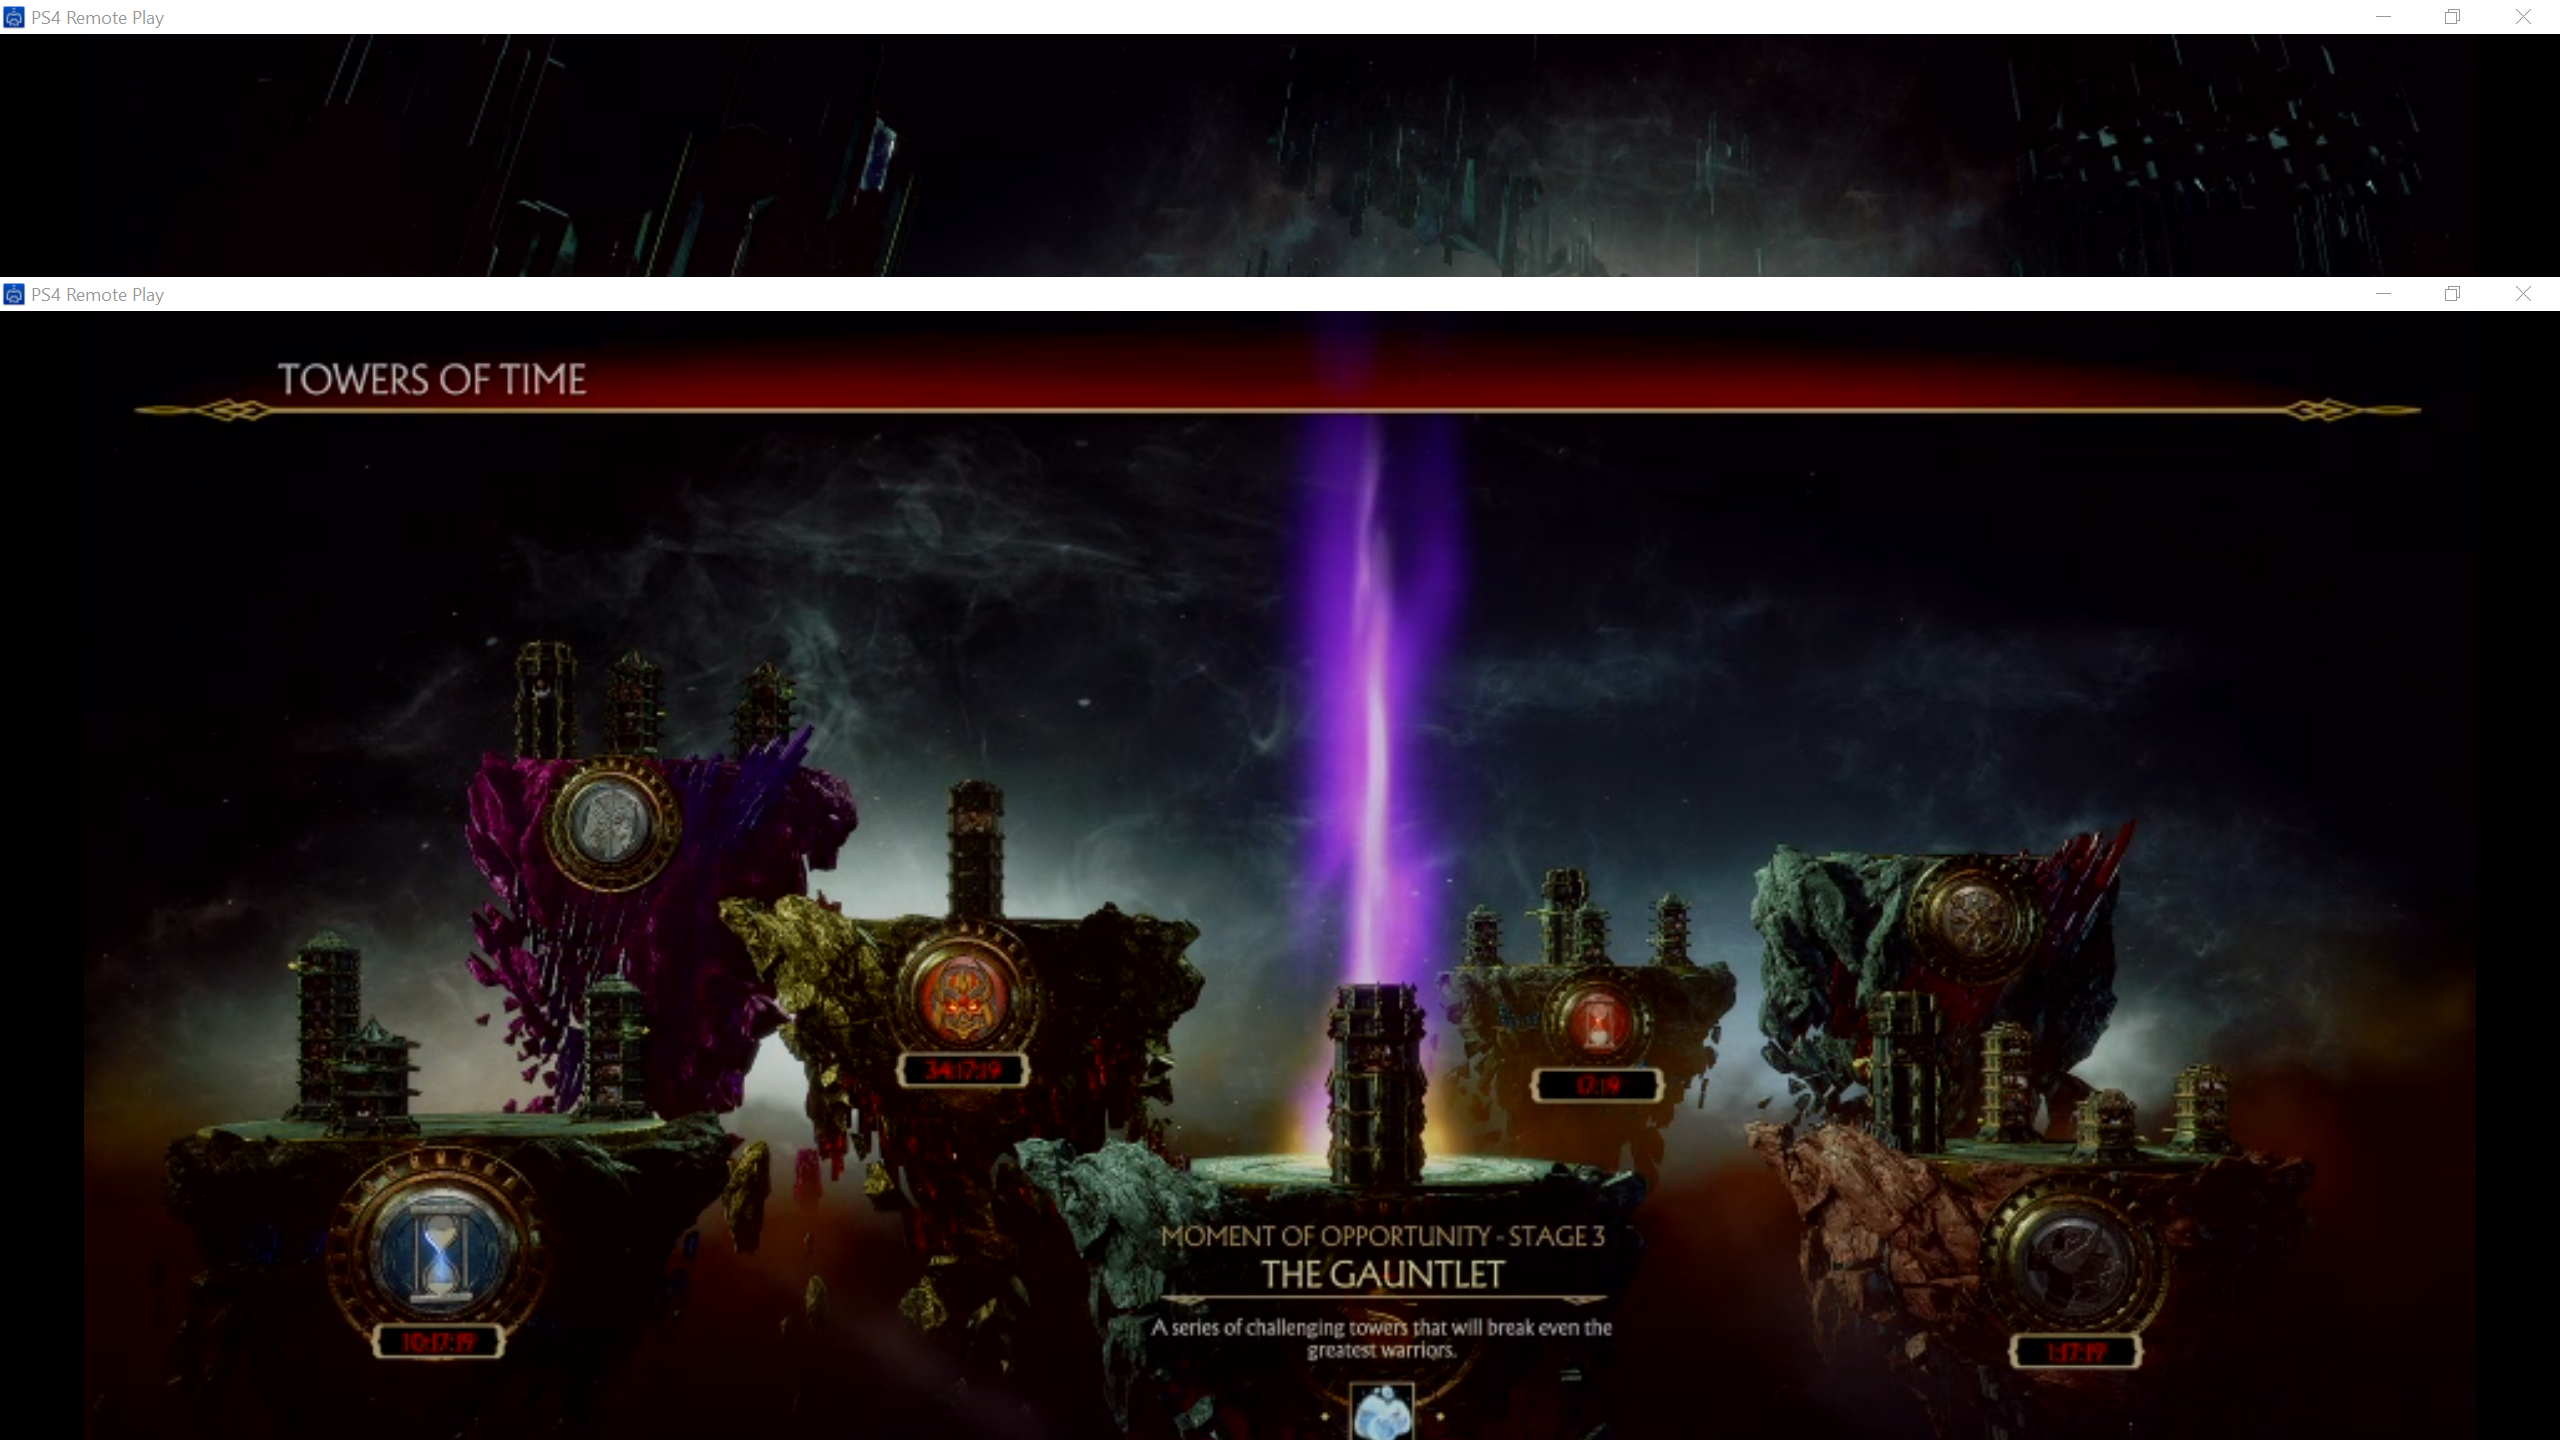 PS4 Remote Play
PS4 Remote Play
TOWERS OF TIME
34:17:19
17:19
MOMENT OF OPPORTUNITY - STAGE 3
THE GAUNTLET
A series of challenging towers that will break even the
greatest warriors.
10:17:19
1:17:19